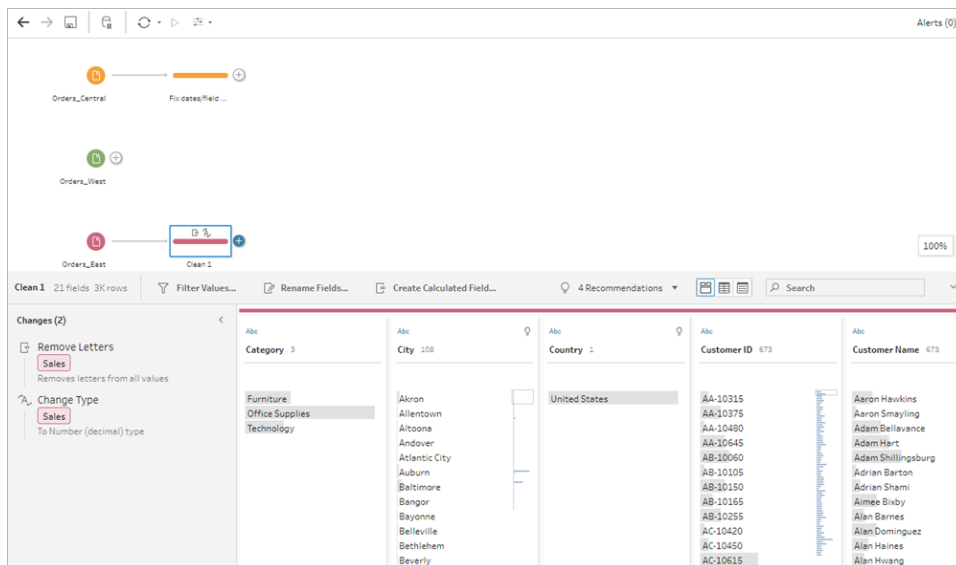 Alerts (0)
Orders_Central
Fix dates/field ...
Orders_West
Orders_East
Clean 1
100%
Clean 1 21 fields 3K rows
Filter Values...
Rename Fields...
Create Calculated Field...
4 Recommendations
Search
Changes (2)
Remove Letters
Sales
Removes letters from all values
Change Type
Sales
To Number (decimal) type
Abc
Category 3
Furniture
Office Supplies
Technology
Abc
City 108
Akron
Allentown
Altoona
Andover
Atlantic City
Auburn
Baltimore
Bangor
Bayonne
Belleville
Bethlehem
Beverly
Abc
Country 1
United States
Abc
Customer ID 673
AA-10315
AA-10375
AA-10480
AA-10645
AB-10060
AB-10105
AB-10150
AB-10165
AB-10255
AC-10420
AC-10450
AC-10615
Abc
Customer Name 673
Aaron Hawkins
Aaron Smayling
Adam Bellavance
Adam Hart
Adam Shillingsburg
Adrian Barton
Adrian Shami
Aimee Bixby
Alan Barnes
Alan Dominguez
Alan Haines
Alan Hwang